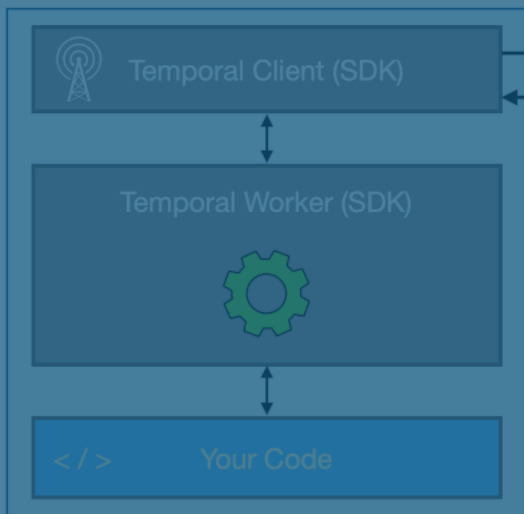 Temporal Client (SDK)
Temporal Worker (SDK)
</> Your Code